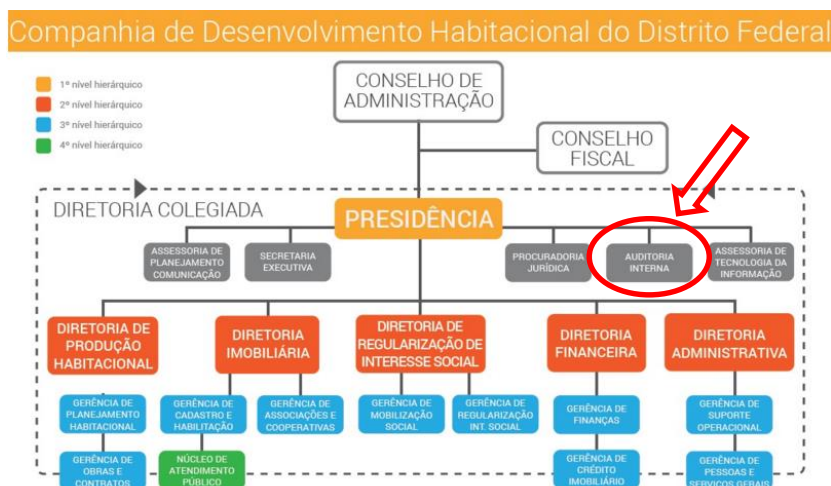 Companhia de Desenvolvimento Habitacional do Distrito Federal
1º nível hierárquico
2º nível hierárquico
3º nível hierárquico
4º nível hierárquico
CONSELHO DE
ADMINISTRAÇÃO
CONSELHO
FISCAL
DIRETORIA COLEGIADA
PRESIDÊNCIA
ASSESSORIA DE
PLANEJAMENTO
COMUNICAÇÃO
SECRETARIA
EXECUTIVA
PROCURADORIA
JURÍDICA
AUDITORIA
INTERNA
ASSESSORIA DE
TECNOLOGIA DA
INFORMAÇÃO
DIRETORIA DE
PRODUÇÃO
HABITACIONAL
DIRETORIA
IMOBILIÁRIA
DIRETORIA DE
REGULARIZAÇÃO DE
INTERESSE SOCIAL
DIRETORIA
FINANCEIRA
DIRETORIA
ADMINISTRATIVA
GERÊNCIA DE
PLANEJAMENTO
HABITACIONAL
GERÊNCIA DE
CADASTRO E
HABILITAÇÃO
GERÊNCIA DE
ASSOCIAÇÕES E
COOPERATIVAS
GERÊNCIA DE
MOBILIZAÇÃO
SOCIAL
GERÊNCIA DE
REGULARIZAÇÃO
INT. SOCIAL
GERÊNCIA DE
FINANÇAS
GERÊNCIA DE
SUPORTE
OPERACIONAL
GERÊNCIA DE
OBRAS E
CONTRATOS
NÚCLEO DE
ATENDIMENTO
PÚBLICO
GERÊNCIA DE
CRÉDITO
IMOBILIÁRIO
GERÊNCIA DE
PESSOAS E
SERVIÇOS GERAIS